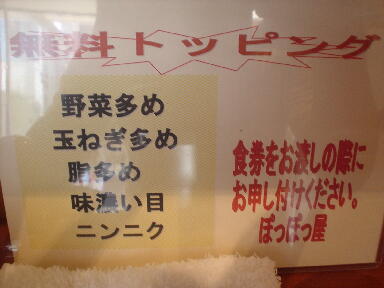 無料トッピング
野菜多め
玉ねぎ多め
脂多め
味濃い目
ニンニク
食券をお渡しの際に
お申し付けください。
ぽっぽっ屋